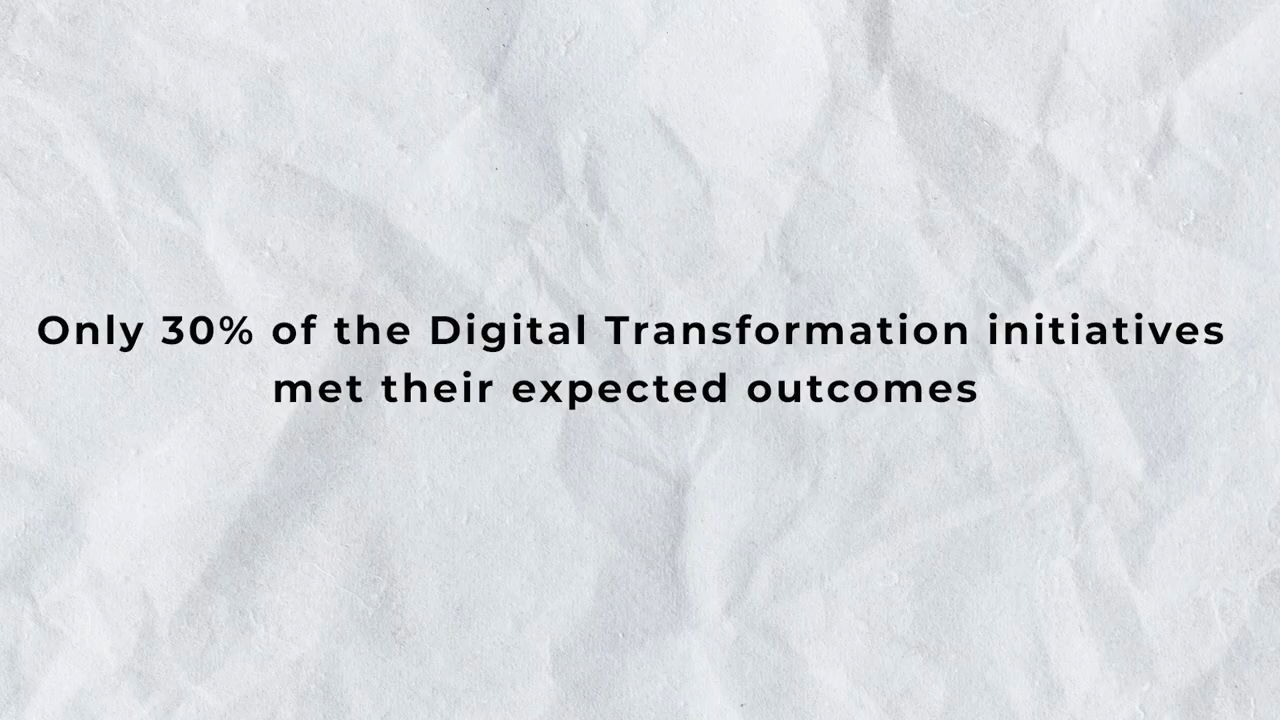 Only 30% of the Digital Transformation initiatives
met their expected outcomes